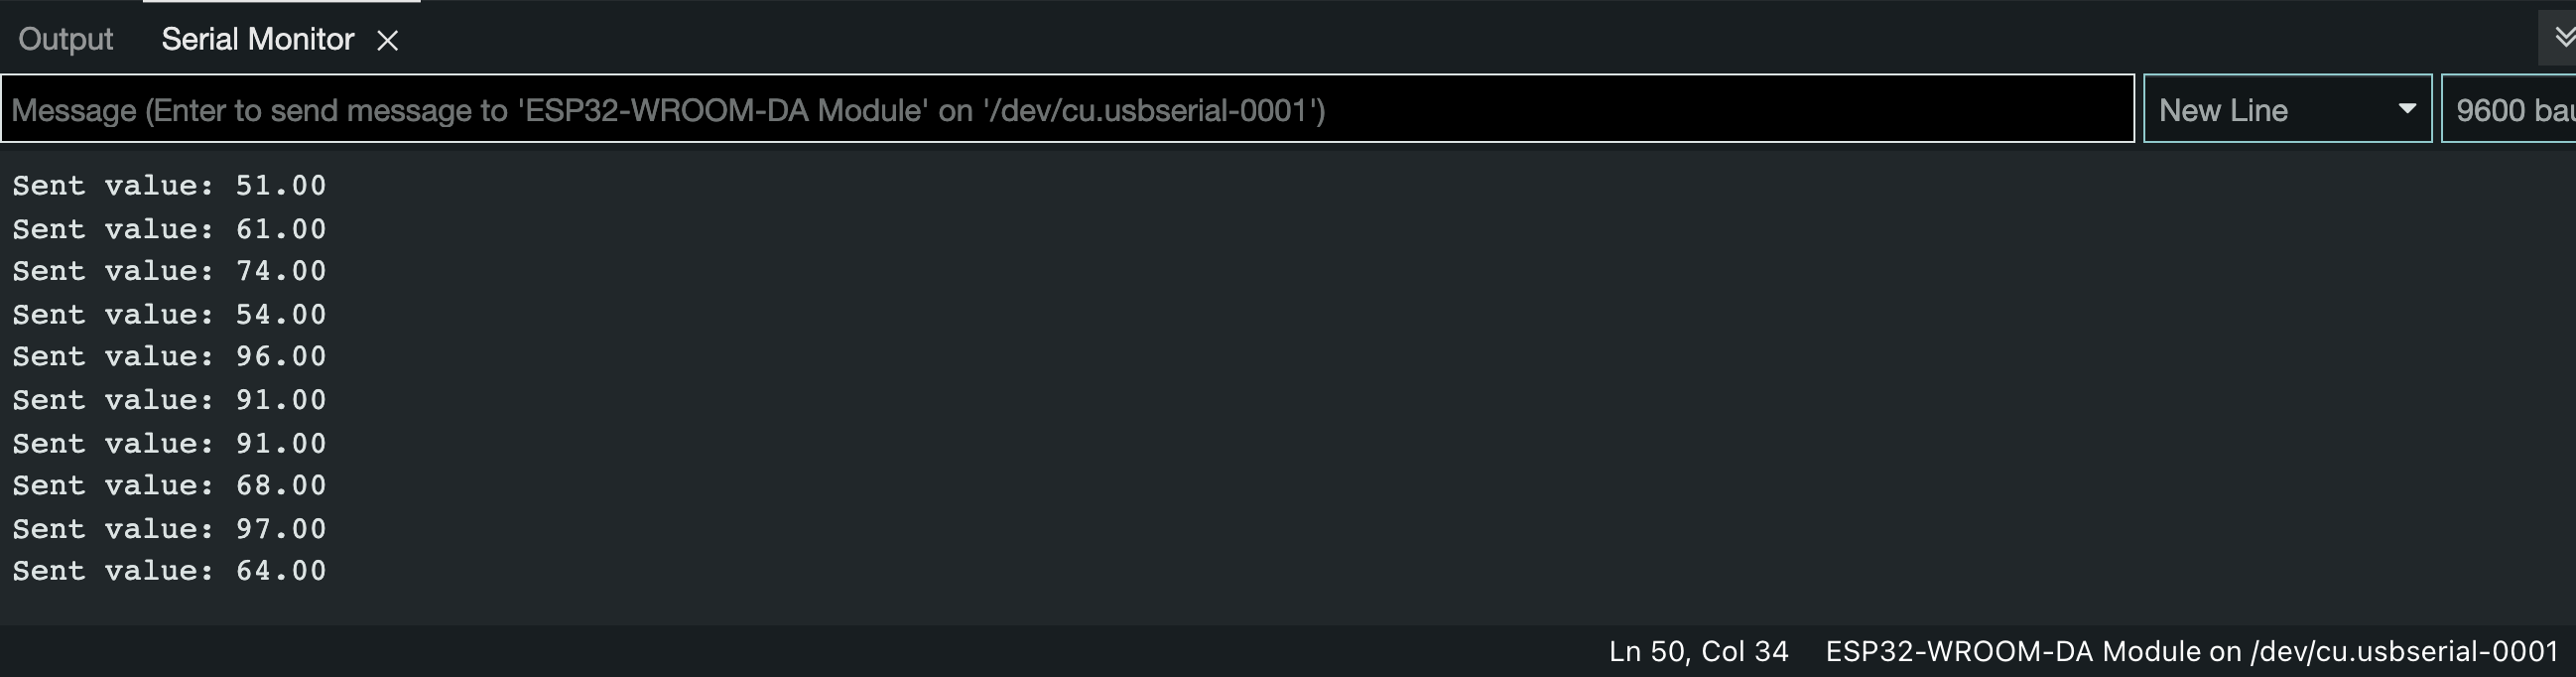 Output Serial Monitor
Message (Enter to send message to 'ESP32-WROOM-DA Module' on '/dev/cu.usbserial-0001')
New Line
9600 bau
Sent value: 51.00
Sent value: 61.00
Sent value: 74.00
Sent value: 54.00
Sent value: 96.00
Sent value: 91.00
Sent value: 91.00
Sent value: 68.00
Sent value: 97.00
Sent value: 64.00
Ln 50, Col 34 ESP32-WROOM-DA Module on /dev/cu.usbserial-0001